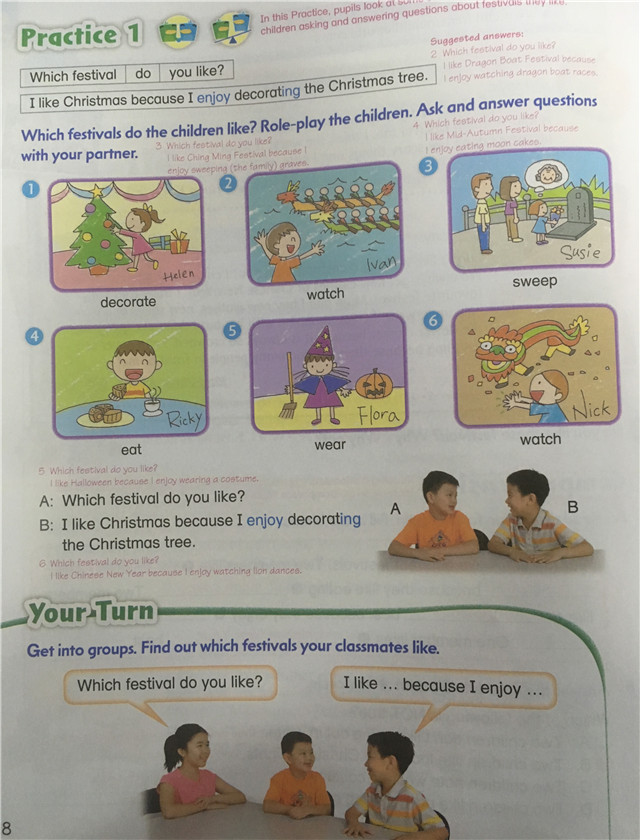 Practice 1
In this Practice, pupils look at some
children asking and answering questions about festivals they like.
Which festival do you like?
I like Christmas because I enjoy decorating the Christmas tree.
Suggested answers:
2 Which festival do you like?
I like Dragon Boat Festival because
I enjoy watching dragon boat races.
Which festivals do the children like? Role-play the children. Ask and answer questions
with your partner.
3 Which festival do you like?
I like Ching Ming Festival because I
enjoy sweeping (the family) graves.
4 Which festival do you like?
I like Mid-Autumn Festival because
I enjoy eating moon cakes.
1
Helen
decorate
2
Ivan
watch
3
Susie
sweep
4
Ricky
eat
5
Flora
wear
6
Nick
watch
5 Which festival do you like?
I like Halloween because I enjoy wearing a costume.
A: Which festival do you like?
B: I like Christmas because I enjoy decorating
the Christmas tree.
A
B
6 Which festival do you like?
I like Chinese New Year because I enjoy watching lion dances.
Your Turn
Get into groups. Find out which festivals your classmates like.
Which festival do you like?
I like ... because I enjoy ...
8